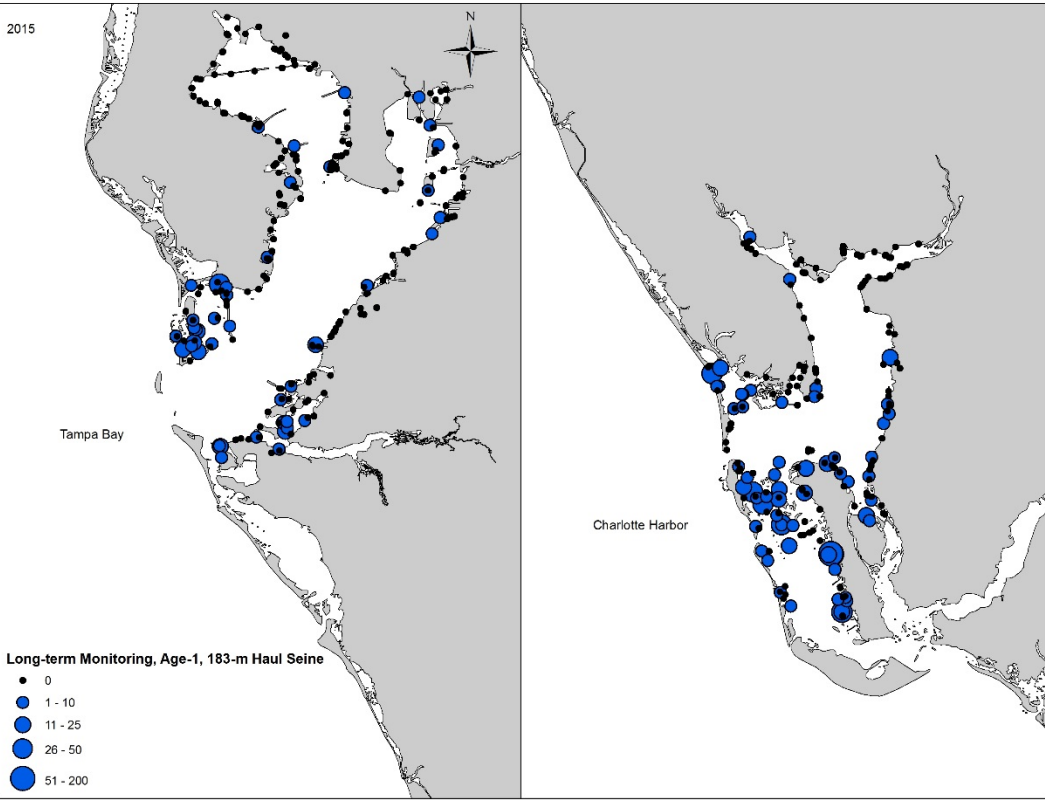 2015
N
Tampa Bay
Charlotte Harbor
Long-term Monitoring, Age-1, 183-m Haul Seine
0
1 - 10
11 - 25
26 - 50
51 - 200